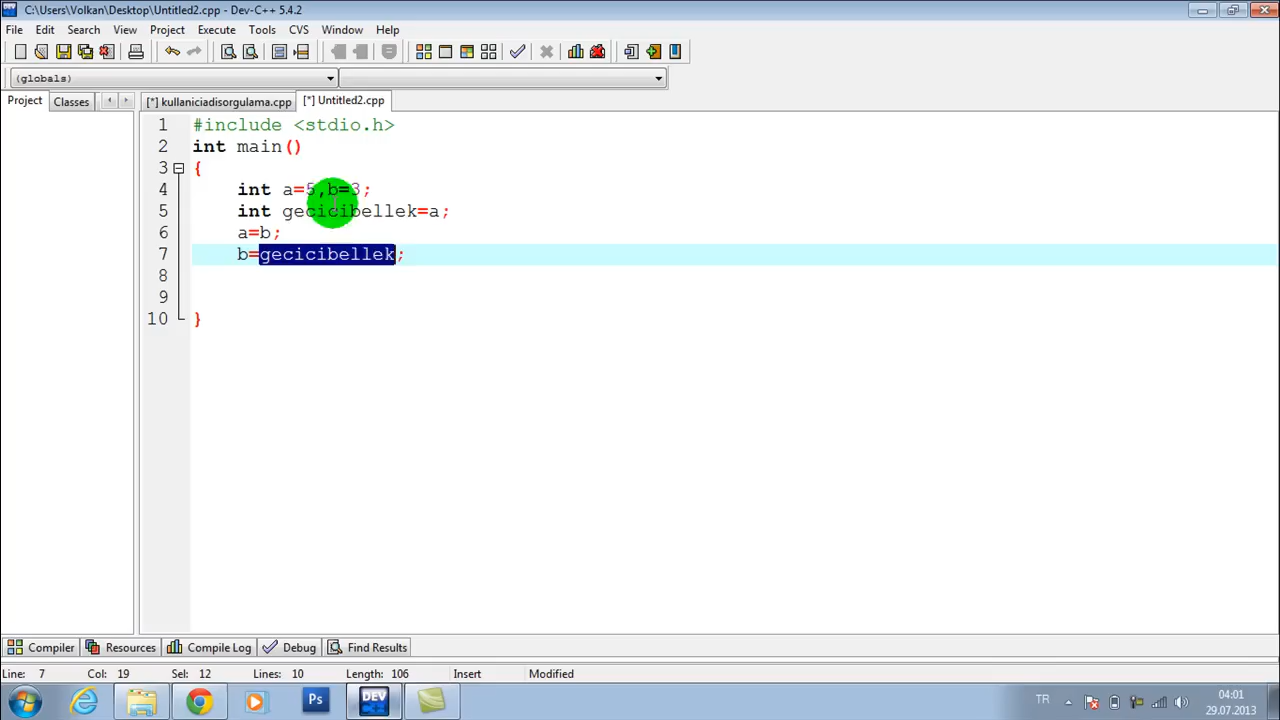 C:\Users\Volkan\Desktop\Untitled2.cpp - Dev-C++ 5.4.2
File Edit Search View Project Execute Tools CVS Window Help
(globals)
Project Classes [*] kullaniciadisorgulama.cpp [*] Untitled2.cpp
1 #include <stdio.h>
2 int main()
3 {
4 int a=5,b=3;
5 int gecicibellek=a;
6 a=b;
7 b=gecicibellek;
8
9
10 }
Compiler Resources Compile Log Debug Find Results
Line: 7 Col: 19 Sel: 12 Lines: 10 Length: 106 Insert Modified
Ps DEV TR 04:01
29.07.2013